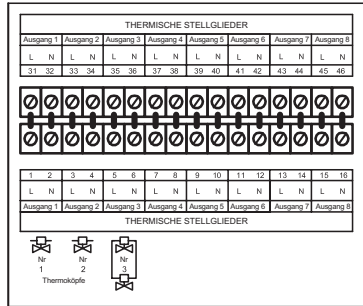 THERMISCHE STELLGLIEDER
Ausgang 1 Ausgang 2 Ausgang 3 Ausgang 4 Ausgang 5 Ausgang 6 Ausgang 7 Ausgang 8
L N L N L N L N L N L N L N L N
31 32 33 34 35 36 37 38 39 40 41 42 43 44 45 46
1 2 3 4 5 6 7 8 9 10 11 12 13 14 15 16
L N L N L N L N L N L N L N L N
Ausgang 1 Ausgang 2 Ausgang 3 Ausgang 4 Ausgang 5 Ausgang 6 Ausgang 7 Ausgang 8
THERMISCHE STELLGLIEDER
Nr Nr Nr
1 2 3
Thermoköpfe